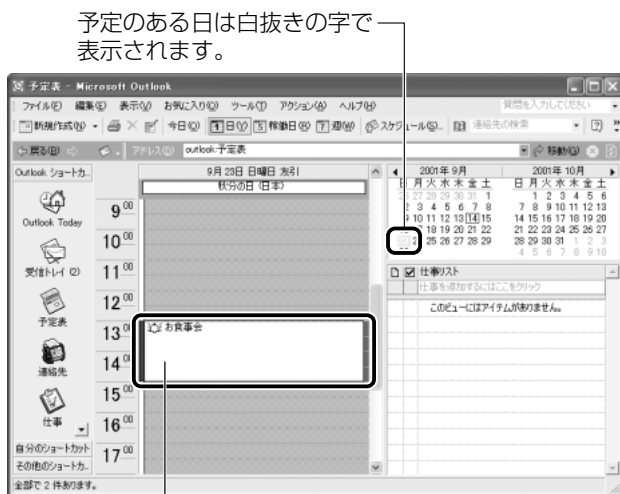 予定のある日は白抜きの字で
表示されます。
予定表 - Microsoft Outlook
ファイル(F) 編集(E) 表示(V) お気に入り(O) ツール(T) アクション(A) ヘルプ(H) 質問を入力してください
新規作成(N) 今日(O) 1 日(Y) 5 稼働日(R) 7 週(W) スケジュール(S)... 連絡先の検索
戻る(B) アドレス(D) outlook:予定表 移動(G)
Outlook ショートカ...
9月 23日 日曜日 友引
秋分の日 (日本)
Outlook Today
受信トレイ (2)
予定表
連絡先
仕事
自分のショートカット
その他のショートカ...
9 00
10 00
11 00
12 00
13 00
お食事会
14 00
15 00
16 00
17 00
2001年 9月
日 月 火 水 木 金 土
26 27 28 29 30 31 1
2 3 4 5 6 7 8
9 10 11 12 13 14 15
17 18 19 20 21 22
25 26 27 28 29
2001年 10月
日 月 火 水 木 金 土
1 2 3 4 5 6
7 8 9 10 11 12 13
14 15 16 17 18 19 20
21 22 23 24 25 26 27
28 29 30 31 1 2 3
4 5 6 7 8 9 10
仕事リスト
仕事を追加するにはここをクリック
このビューにはアイテムがありません。
全部で 2 件あります。